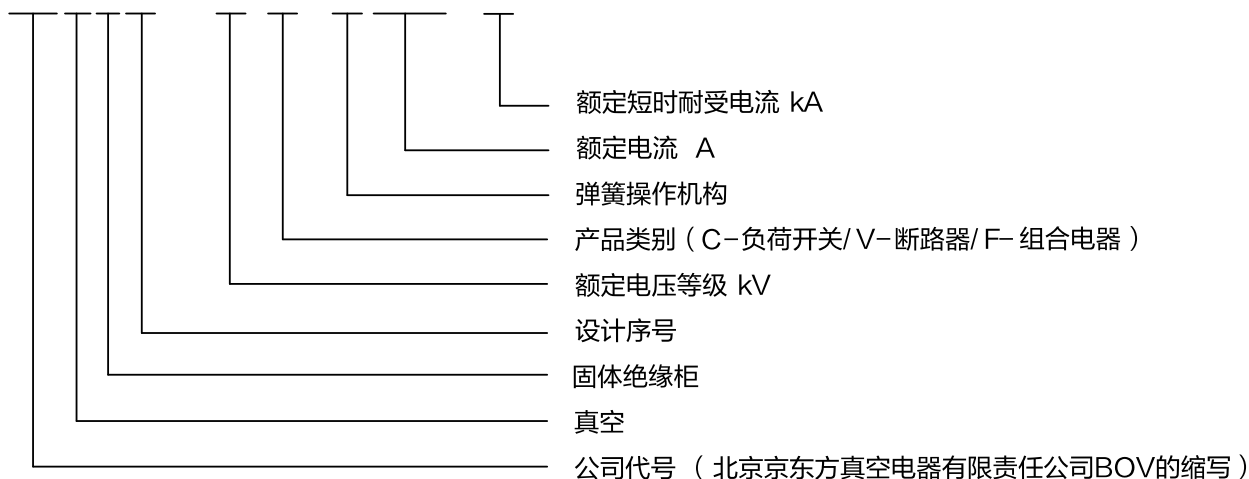 额定短时耐受电流 kA
额定电流 A
弹簧操作机构
产品类别（C-负荷开关/V-断路器/F-组合电器）
额定电压等级 kV
设计序号
固体绝缘柜
真空
公司代号（北京京东方真空电器有限责任公司BOV的缩写）